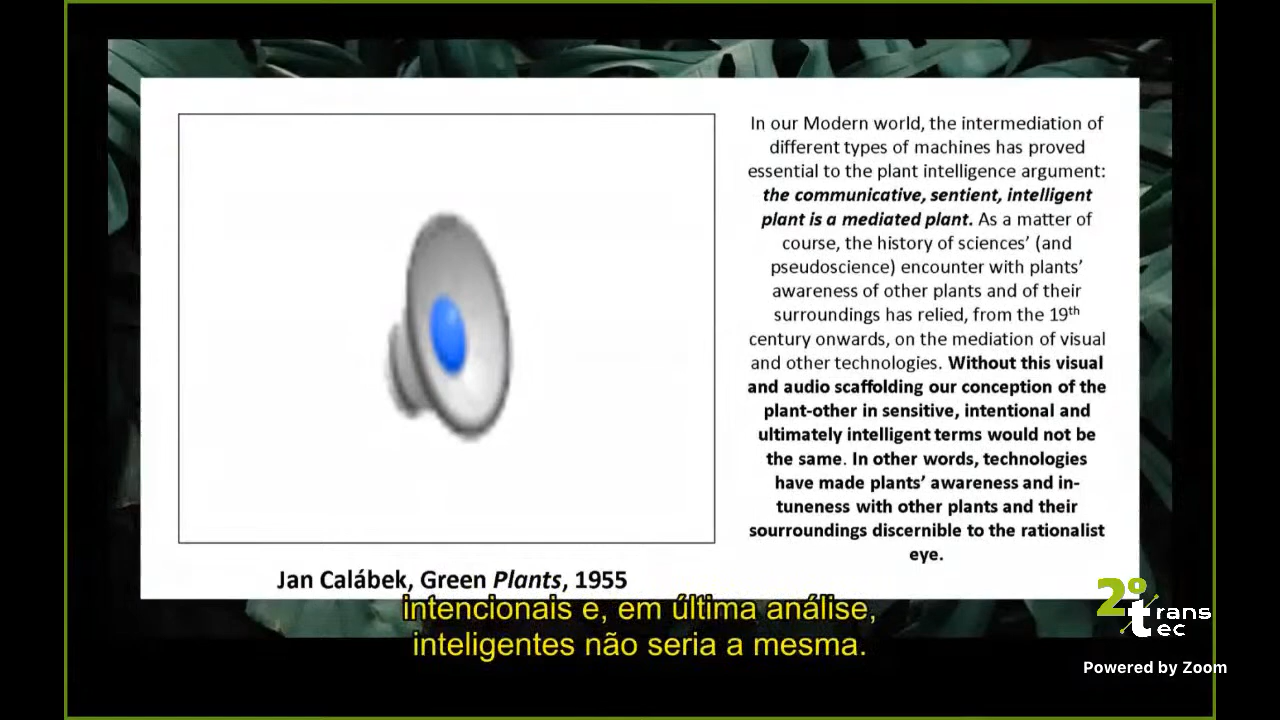 In our Modern world, the intermediation of
different types of machines has proved
essential to the plant intelligence argument:
the communicative, sentient, intelligent
plant is a mediated plant. As a matter of
course, the history of sciences’ (and
pseudoscience) encounter with plants’
awareness of other plants and of their
surroundings has relied, from the 19th
century onwards, on the mediation of visual
and other technologies. Without this visual
and audio scaffolding our conception of the
plant-other in sensitive, intentional and
ultimately intelligent terms would not be
the same. In other words, technologies
have made plants’ awareness and in-
tuneness with other plants and their
sourroundings discernible to the rationalist
eye.
Jan Calábek, Green Plants, 1955
intencionais e, em última análise,
inteligentes não seria a mesma.
2º
trans
tec
Powered by Zoom